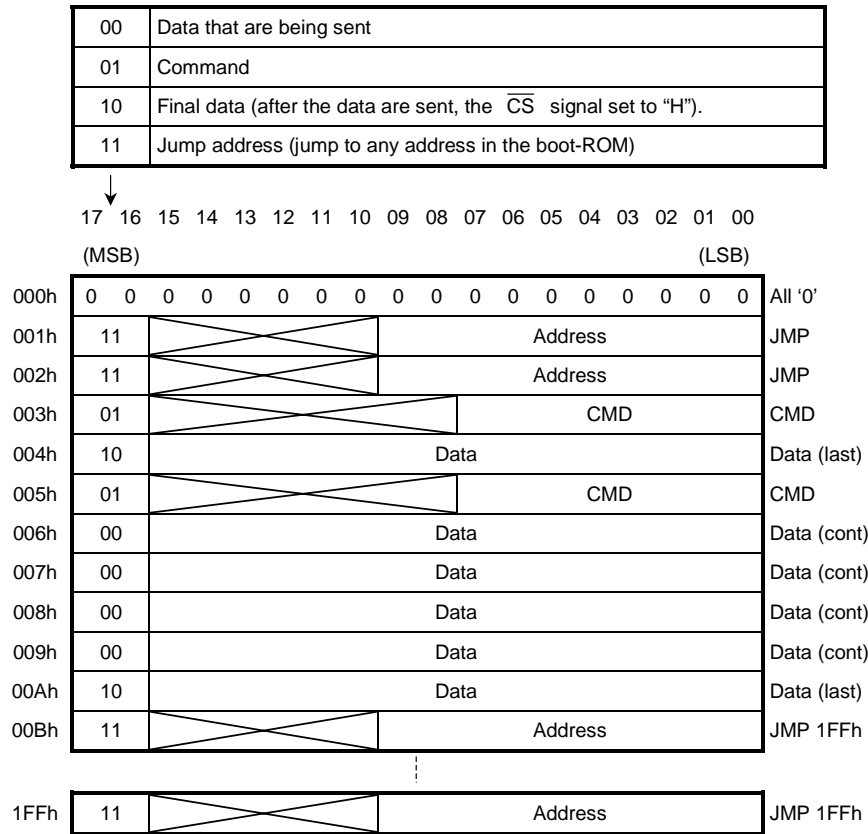 00 Data that are being sent
01 Command
10 Final data (after the data are sent, the CS signal set to “H”).
11 Jump address (jump to any address in the boot-ROM)
17 16 15 14 13 12 11 10 09 08 07 06 05 04 03 02 01 00
(MSB) (LSB)
000h 0 0 0 0 0 0 0 0 0 0 0 0 0 0 0 0 0 0 All ‘0’
001h 11 Address JMP
002h 11 Address JMP
003h 01 CMD CMD
004h 10 Data Data (last)
005h 01 CMD CMD
006h 00 Data Data (cont)
007h 00 Data Data (cont)
008h 00 Data Data (cont)
009h 00 Data Data (cont)
00Ah 10 Data Data (last)
00Bh 11 Address JMP 1FFh
1FFh 11 Address JMP 1FFh